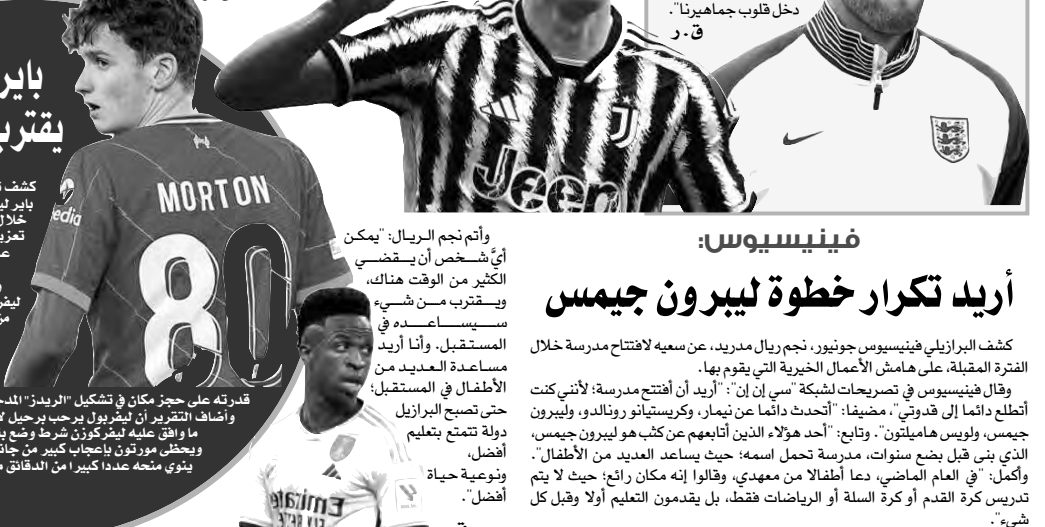 دخل قلوب جماهيرنا".
ق.ر
فينيسيوس:
أريد تكرار خطوة ليبرون جيمس
كشف البرازيلي فينيسيوس جونيور، نجم ريال مدريد، عن سعيه لافتتاح مدرسة خلال
الفترة المقبلة، على هامش الأعمال الخيرية التي يقوم بها.
وقال فينيسيوس في تصريحات لشبكة "سي إن إن": "أريد أن أفتتح مدرسة؛ لأنني كنت
أتطلع دائما إلى قدوتي"، مضيفا: "أتحدث دائما عن نيمار، وكريستيانو رونالدو، وليبرون
جيمس، ولويس هاميلتون". وتابع: "أحد هؤلاء الذين أتابعهم عن كثب هو ليبرون جيمس،
الذي بنى قبل بضع سنوات، مدرسة تحمل اسمه؛ حيث يساعد العديد من الأطفال".
وأكمل: "في العام الماضي، دعا أطفالا من معهدي، وقالوا إنه مكان رائع؛ حيث لا يتم
تدريس كرة القدم أو كرة السلة أو الرياضات فقط، بل يقدمون التعليم أولا وقبل كل
شيء".
وأتم نجم الريال: "يمكن
أيَّ شخص أن يقضي
الكثير من الوقت هناك،
ويقترب من شيء
سيساعده في
المستقبل. وأنا أريد
مساعدة العديد من
الأطفال في المستقبل؛
حتى تصبح البرازيل
دولة تتمتع بتعليم
أفضل،
ونوعية حياة
أفضل".
Jeep
MORTON
80
باير
كشف
باير
خلال
قدرته على حجز مكان في تشكيل "الريدز"
وأضاف التقرير أن ليفربول يرحب برحيل
ما وافق عليه ليفركوزن شرط وضع
ويحظى مورتون بإعجاب كبير من
ينوي منحه عددا كبيرا من الدقائق